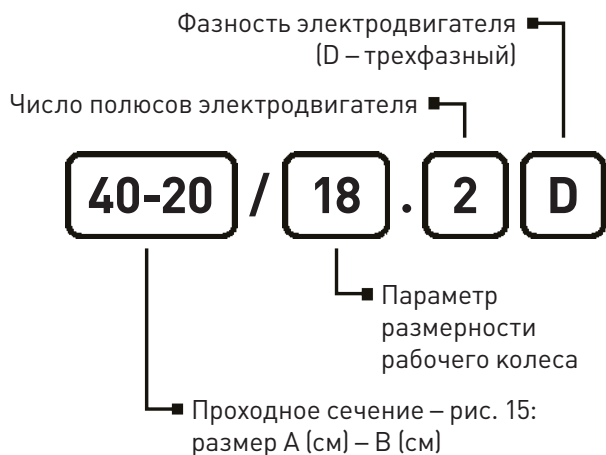 Фазность электродвигателя
(D – трехфазный)
Число полюсов электродвигателя
40-20 / 18 . 2 D
Параметр
размерности
рабочего колеса
Проходное сечение – рис. 15:
размер А (см) – В (см)